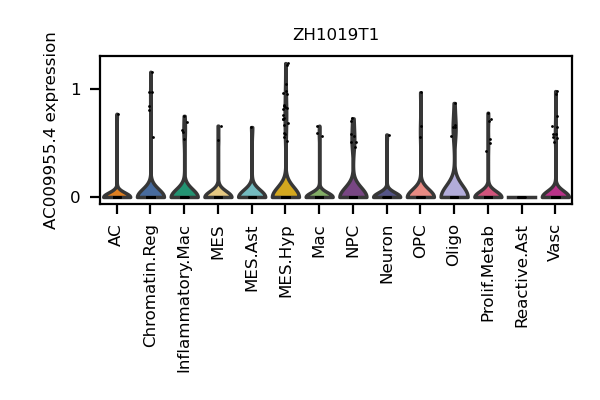 ZH1019T1
AC009955.4 expression
1
0
AC
Chromatin.Reg
Inflammatory.Mac
MES
MES.Ast
MES.Hyp
Mac
NPC
Neuron
OPC
Oligo
Prolif.Metab
Reactive.Ast
Vasc